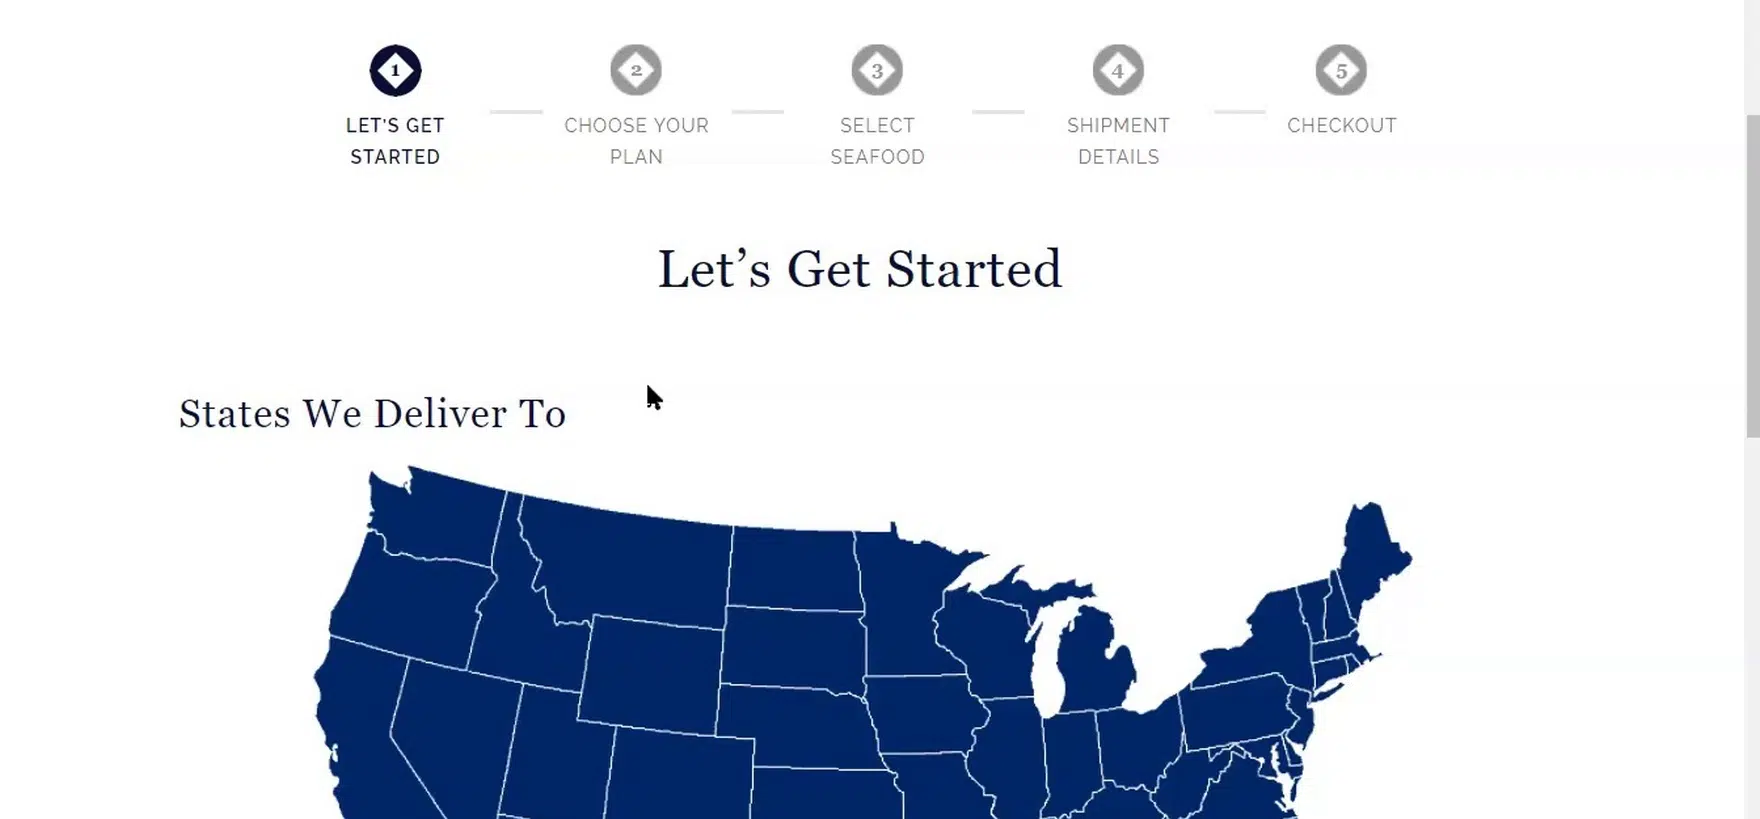 1
2
3
4
5
LET'S GET
STARTED
CHOOSE YOUR
PLAN
SELECT
SEAFOOD
SHIPMENT
DETAILS
CHECKOUT
Let’s Get Started
States We Deliver To